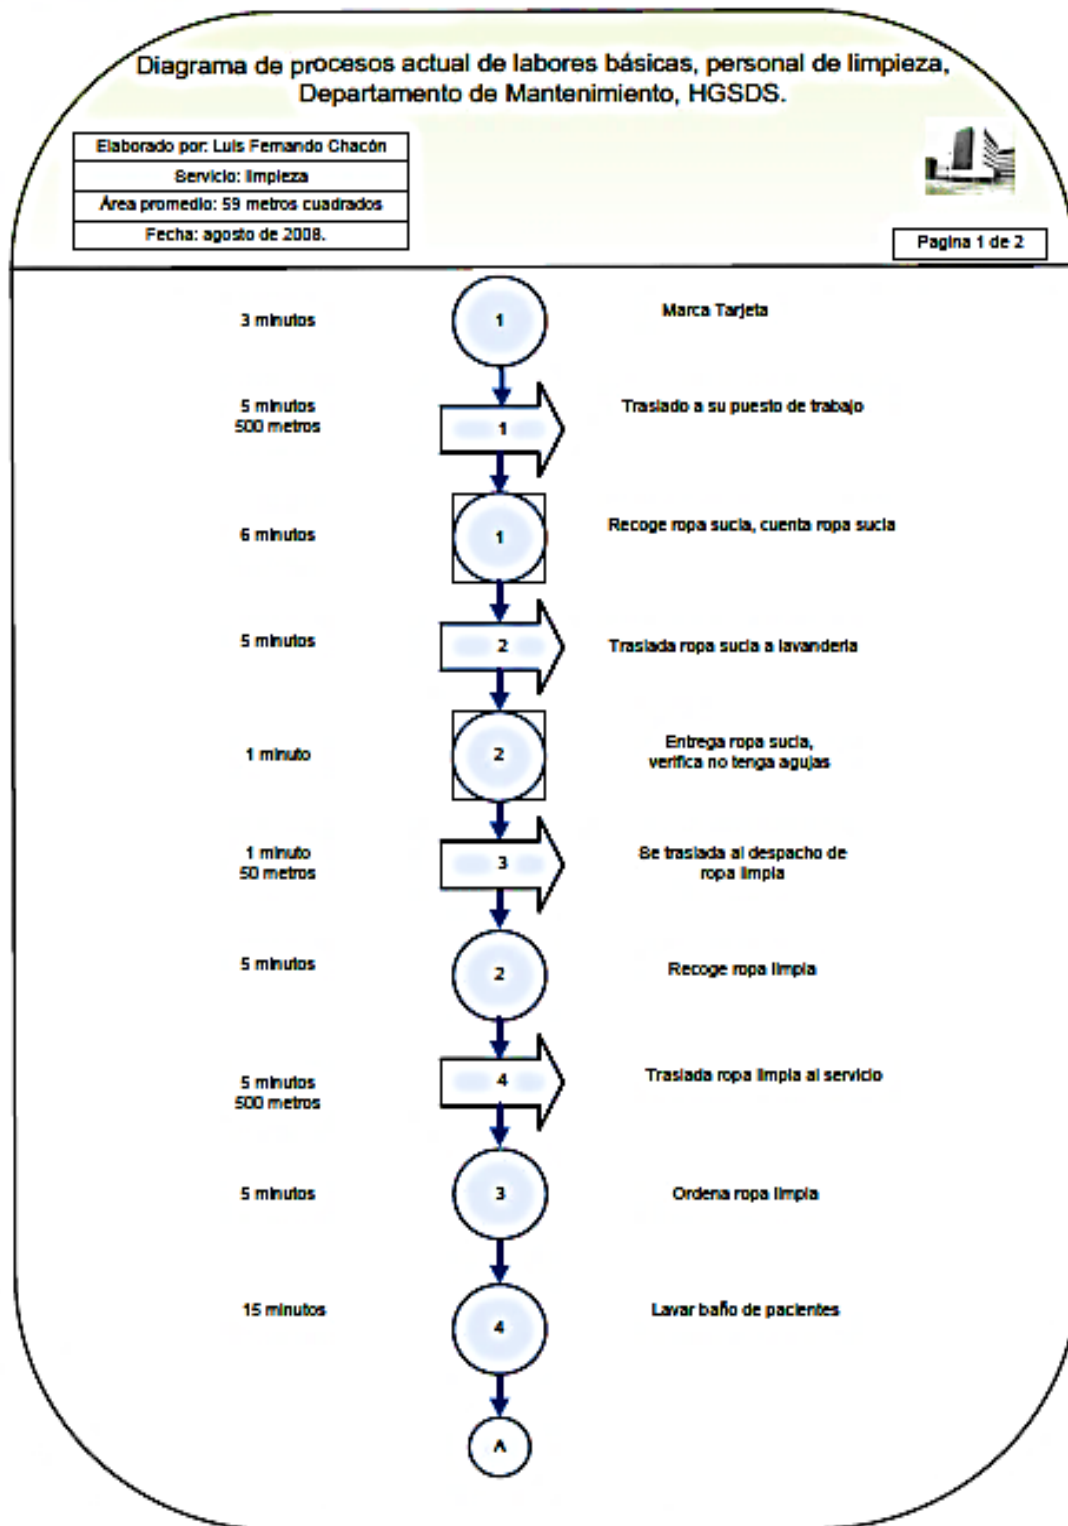 Diagrama de procesos actual de labores básicas, personal de limpieza,
Departamento de Mantenimiento, HGSDS.
Elaborado por: Luis Fernando Chacón
Servicio: limpieza
Área promedio: 59 metros cuadrados
Fecha: agosto de 2008.
Pagina 1 de 2
3 minutos
1
Marca Tarjeta
5 minutos
500 metros
1
Traslado a su puesto de trabajo
6 minutos
1
Recoge ropa sucia, cuenta ropa sucia
5 minutos
2
Traslada ropa sucia a lavanderia
1 minuto
2
Entrega ropa sucia,
verifica no tenga agujas
1 minuto
50 metros
3
Se traslada al despacho de
ropa limpia
5 minutos
2
Recoge ropa limpia
5 minutos
500 metros
4
Traslada ropa limpia al servicio
5 minutos
3
Ordena ropa limpia
15 minutos
4
Lavar baño de pacientes
A